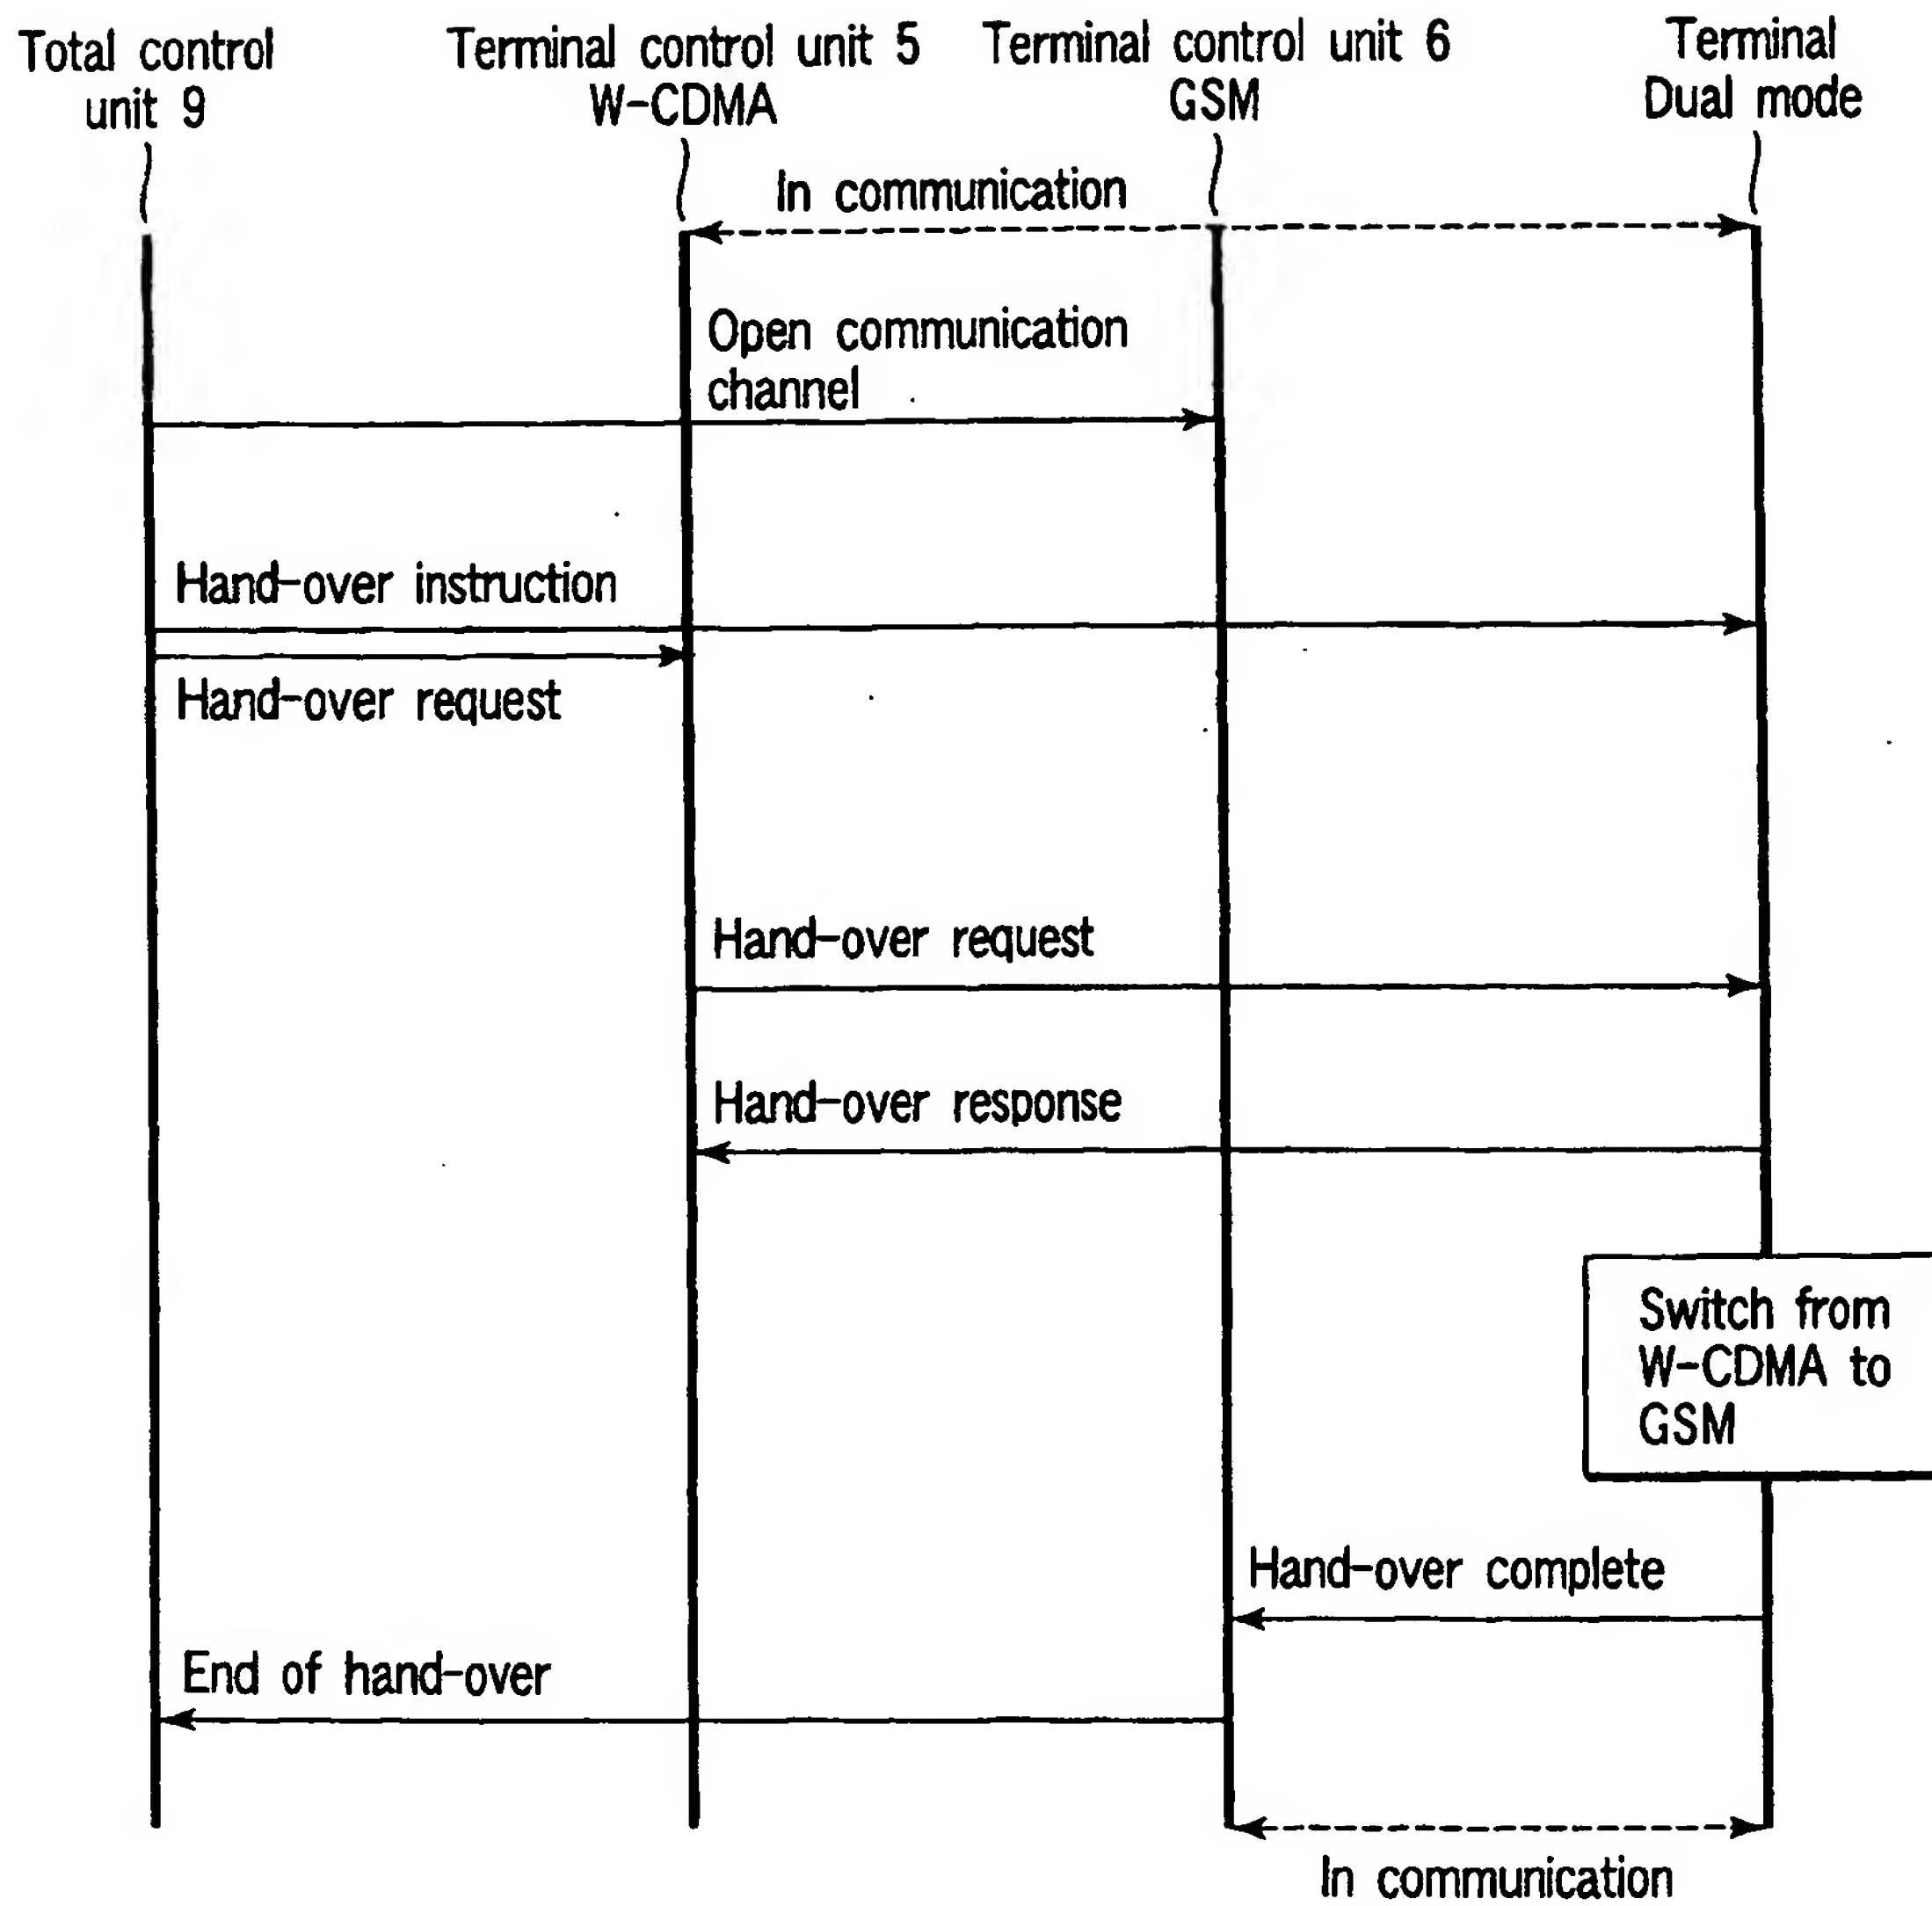 Total control
unit 9
Terminal control unit 5
W-CDMA
Terminal control unit 6
GSM
Terminal
Dual mode
In communication
Open communication
channel
Hand-over instruction
Hand-over request
Hand-over request
Hand-over response
Switch from
W-CDMA to
GSM
Hand-over complete
End of hand-over
In communication